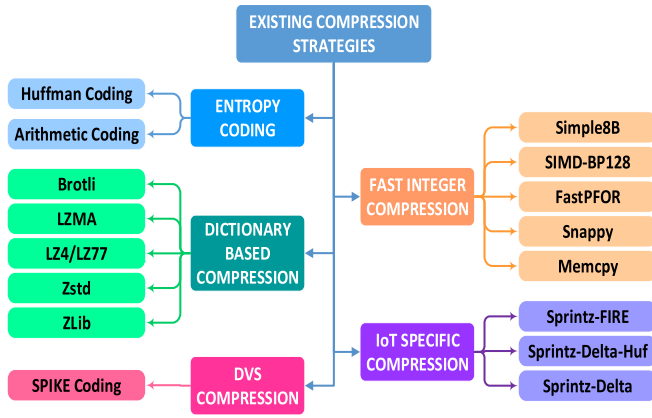 EXISTING COMPRESSION
STRATEGIES
Huffman Coding
Arithmetic Coding
ENTROPY
CODING
Brotli
LZMA
LZ4/LZ77
Zstd
ZLib
DICTIONARY
BASED
COMPRESSION
SPIKE Coding
DVS
COMPRESSION
FAST INTEGER
COMPRESSION
Simple8B
SIMD-BP128
FastPFOR
Snappy
Memcpy
IoT SPECIFIC
COMPRESSION
Sprintz-FIRE
Sprintz-Delta-Huf
Sprintz-Delta